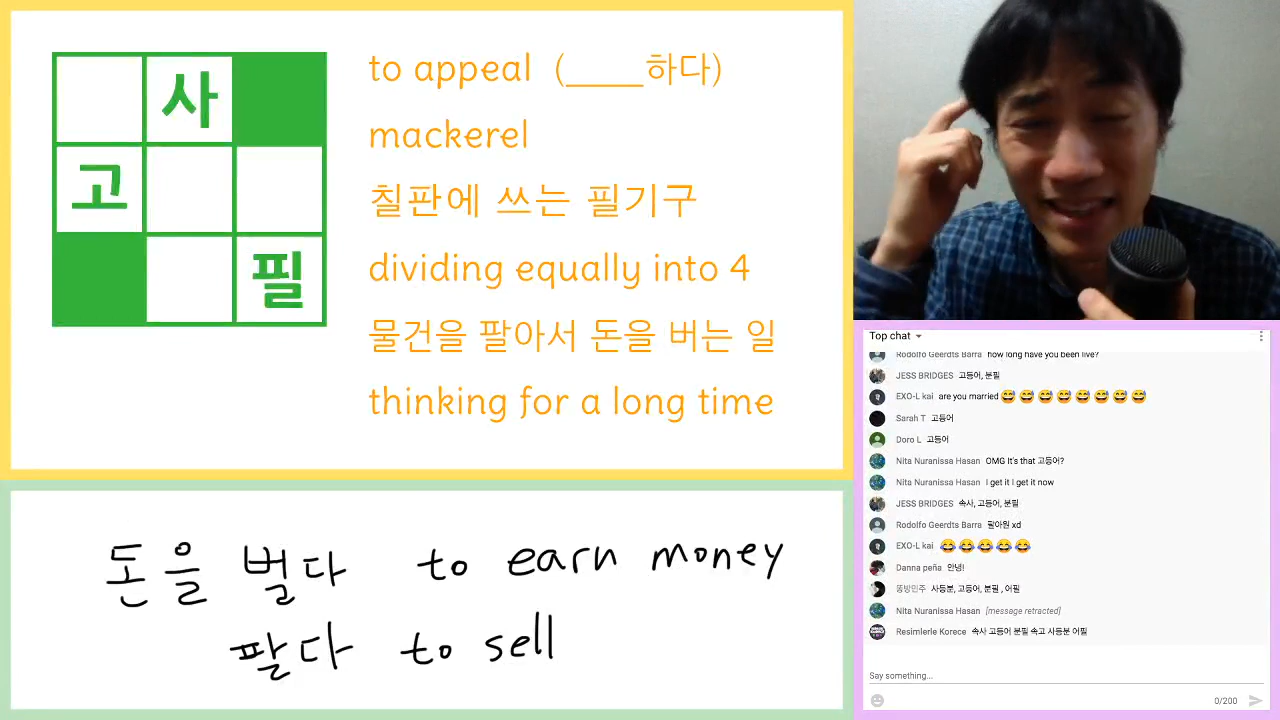 사
고
필
to appeal (____하다)
mackerel
칠판에 쓰는 필기구
dividing equally into 4
물건을 팔아서 돈을 버는 일
thinking for a long time
돈을 벌다 to earn money
팔다 to sell
Top chat
Rodolfo Geerdts Barra how long have you been live?
JESS BRIDGES 고등어, 분필
EXO-L kai are you married 😅😅😅😅😅😅😅😅
Sarah T 고등어
Doro L 고등어
Nita Nuranissa Hasan OMG It's that 고등어?
Nita Nuranissa Hasan I get it I get it now
JESS BRIDGES 속사, 고등어, 분필
Rodolfo Geerdts Barra 팔아원 xd
EXO-L kai 😂😂😂😂😂
Danna peña 안녕!
뚱방민주 사등분, 고등어, 분필 , 어필
Nita Nuranissa Hasan [message retracted]
Resimlerle Korece 속사 고등어 분필 속고 사등분 어필
Say something...
0/200